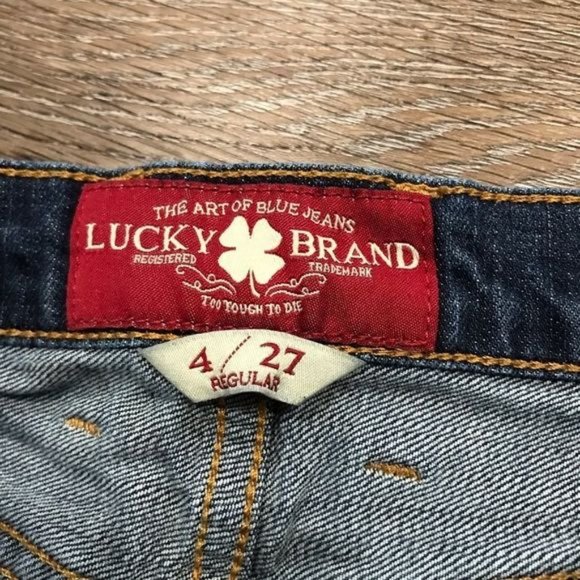 THE ART OF BLUE JEANS
LUCKY BRAND
REGISTERED TRADEMARK
TOO TOUGH TO DIE
4/27
REGULAR